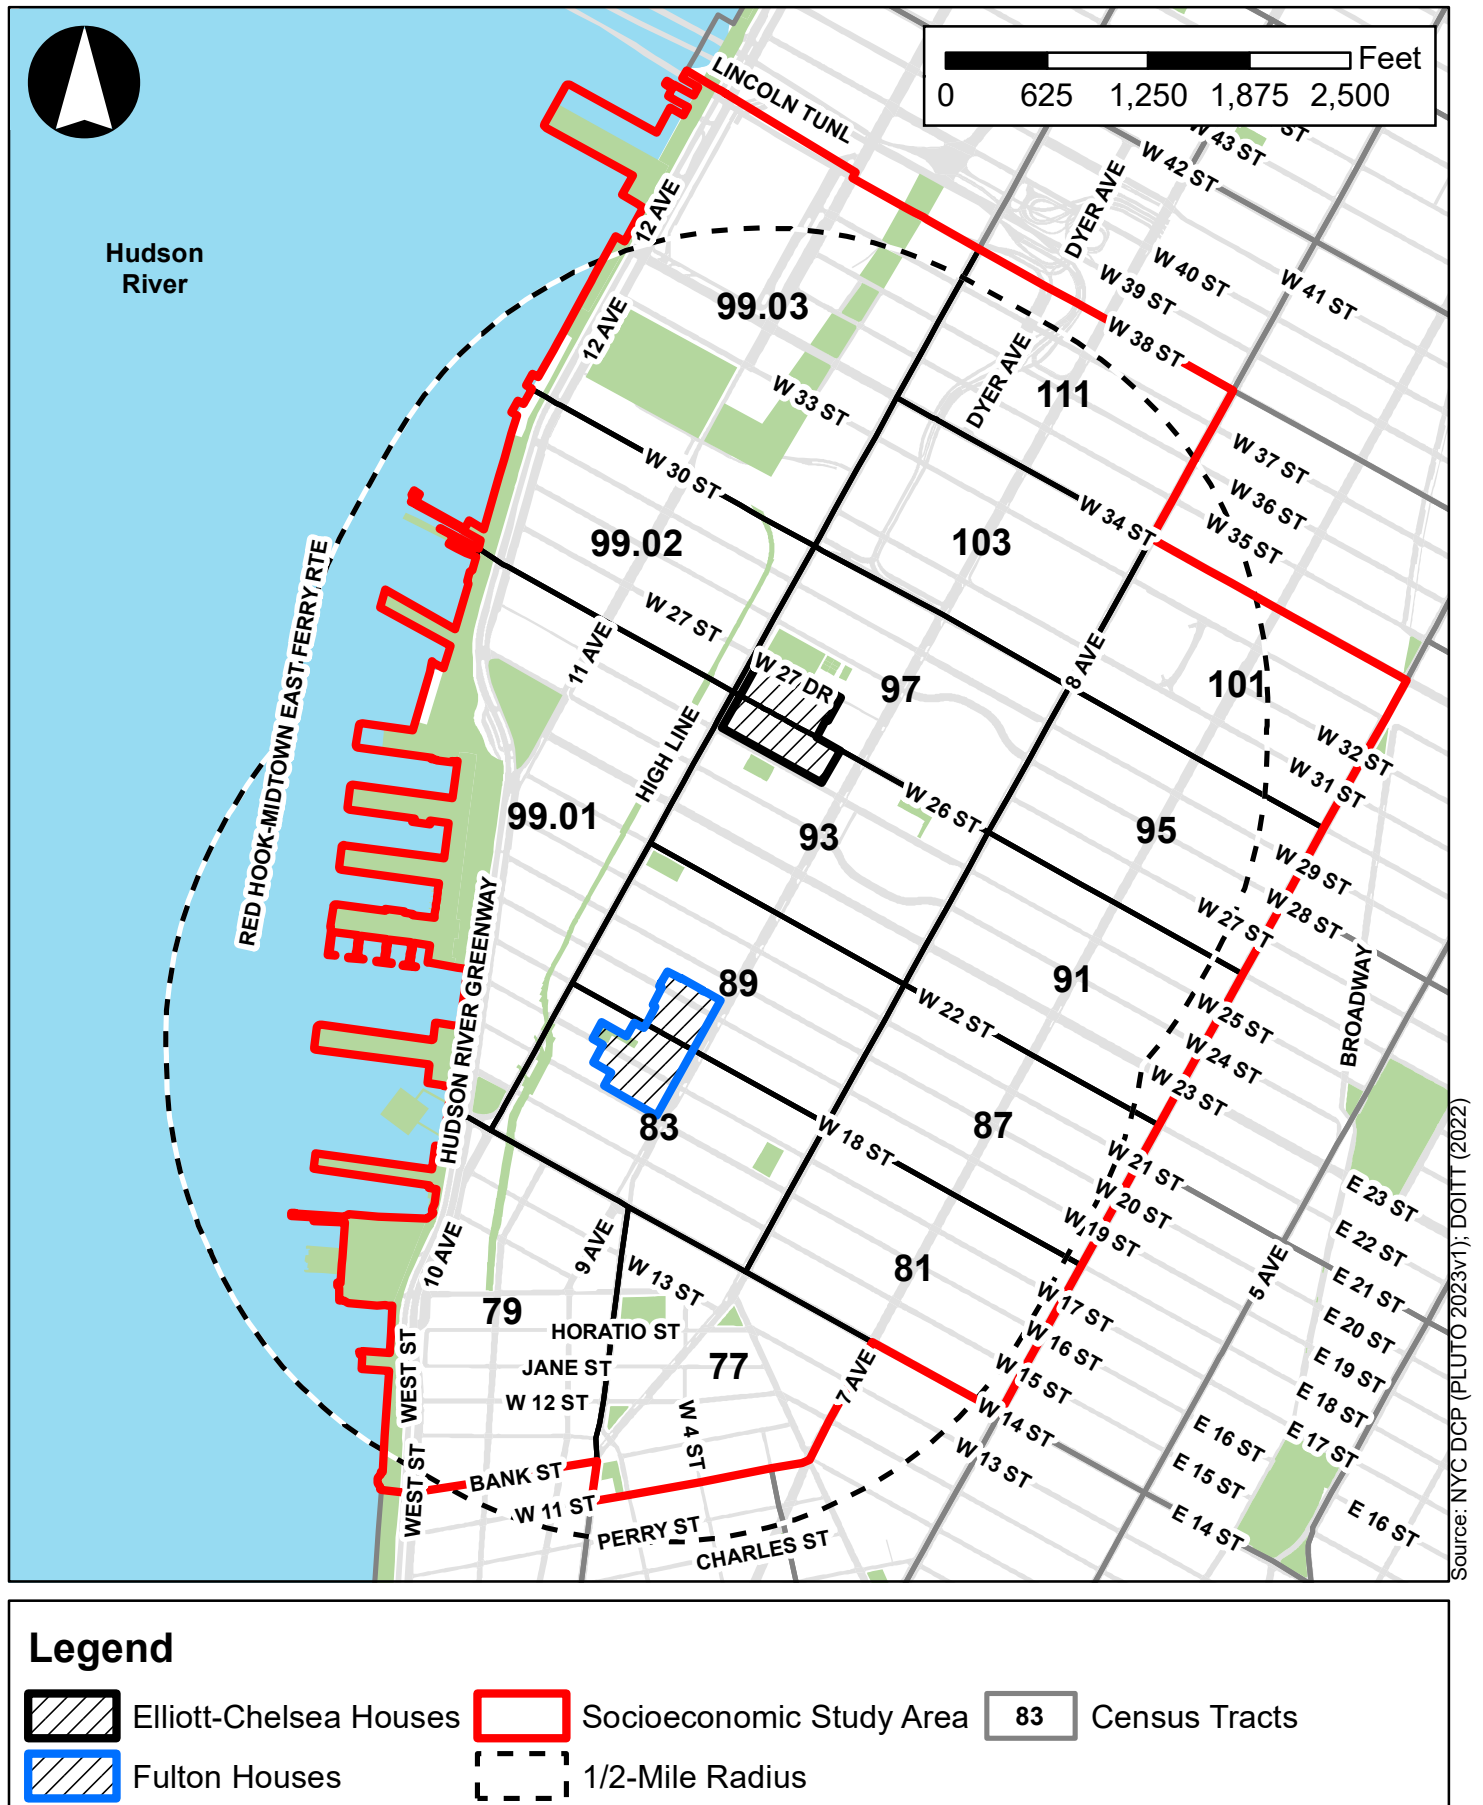 Feet
0 625 1,250 1,875 2,500
LINCOLN TUNL
ST
W 43 ST
W 42 ST
DYER AVE
12 AVE
Hudson
River
W 40 ST
W 41 ST
W 39 ST
99.03
12 AVE
W 38 ST
DYER AVE
111
W 33 ST
W 37 ST
W 30 ST
W 36 ST
W 34 ST
W 35 ST
99.02
103
RED HOOK-MIDTOWN EAST FERRY RTE
W 27 ST
11 AVE
8 AVE
W 27 DR
97
101
HIGH LINE
W 32 ST
W 31 ST
99.01
W 26 ST
93
95
W 29 ST
W 28 ST
W 27 ST
HUDSON RIVER GREENWAY
89
91
BROADWAY
W 22 ST
W 25 ST
W 24 ST
W 23 ST
83
87
W 18 ST
W 21 ST
W 20 ST
W 19 ST
E 23 ST
E 22 ST
10 AVE
9 AVE
W 13 ST
81
5 AVE
E 21 ST
79
W 17 ST
E 20 ST
HORATIO ST
W 16 ST
WEST ST
JANE ST
77
W 15 ST
E 19 ST
7 AVE
W 12 ST
E 18 ST
W 4 ST
W 14 ST
E 16 ST
E 17 ST
WEST ST
BANK ST
W 13 ST
E 15 ST
W 11 ST
E 14 ST
E 16 ST
PERRY ST
CHARLES ST
Source: NYC DCP (PLUTO 2023v1); DOITT (2022)
Legend
Elliott-Chelsea Houses
Socioeconomic Study Area
83
Census Tracts
Fulton Houses
1/2-Mile Radius